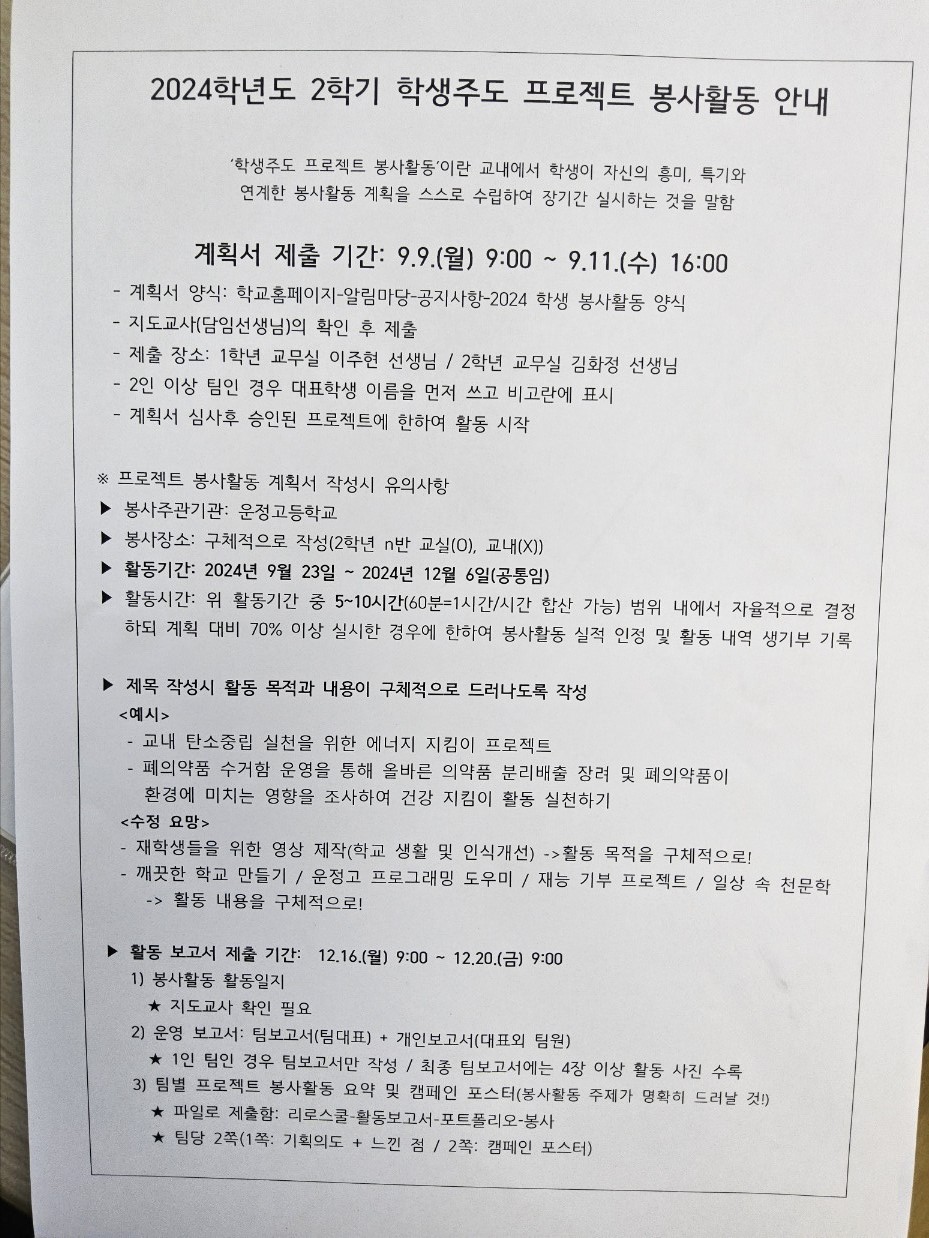 2024학년도 2학기 학생주도 프로젝트 봉사활동 안내
'학생주도 프로젝트 봉사활동'이란 교내에서 학생이 자신의 흥미, 특기와
연계한 봉사활동 계획을 스스로 수립하여 장기간 실시하는 것을 말함
계획서 제출 기간: 9.9.(월) 9:00 ~ 9.11.(수) 16:00
- 계획서 양식: 학교홈페이지-알림마당-공지사항-2024 학생 봉사활동 양식
- 지도교사(담임선생님)의 확인 후 제출
- 제출 장소: 1학년 교무실 이주현 선생님 / 2학년 교무실 김화정 선생님
- 2인 이상 팀인 경우 대표학생 이름을 먼저 쓰고 비고란에 표시
- 계획서 심사후 승인된 프로젝트에 한하여 활동 시작
※ 프로젝트 봉사활동 계획서 작성시 유의사항
▶ 봉사주관기관: 운정고등학교
▶ 봉사장소: 구체적으로 작성(2학년 n반 교실(O), 교내(X))
▶ 활동기간: 2024년 9월 23일 ~ 2024년 12월 6일(공통임)
▶ 활동시간: 위 활동기간 중 5~10시간(60분=1시간/시간 합산 가능) 범위 내에서 자율적으로 결정
하되 계획 대비 70% 이상 실시한 경우에 한하여 봉사활동 실적 인정 및 활동 내역 생기부 기록
▶ 제목 작성시 활동 목적과 내용이 구체적으로 드러나도록 작성
<예시>
- 교내 탄소중립 실천을 위한 에너지 지킴이 프로젝트
- 폐의약품 수거함 운영을 통해 올바른 의약품 분리배출 장려 및 폐의약품이
환경에 미치는 영향을 조사하여 건강 지킴이 활동 실천하기
<수정 요망>
- 재학생들을 위한 영상 제작(학교 생활 및 인식개선) ->활동 목적을 구체적으로!
- 깨끗한 학교 만들기 / 운정고 프로그래밍 도우미 / 재능 기부 프로젝트 / 일상 속 천문학
-> 활동 내용을 구체적으로!
▶ 활동 보고서 제출 기간: 12.16.(월) 9:00 ~ 12.20.(금) 9:00
1) 봉사활동 활동일지
★ 지도교사 확인 필요
2) 운영 보고서: 팀보고서(팀대표) + 개인보고서(대표외 팀원)
★ 1인 팀인 경우 팀보고서만 작성 / 최종 팀보고서에는 4장 이상 활동 사진 수록
3) 팀별 프로젝트 봉사활동 요약 및 캠페인 포스터(봉사활동 주제가 명확히 드러날 것!)
★ 파일로 제출함: 리로스쿨-활동보고서-포트폴리오-봉사
★ 팀당 2쪽(1쪽: 기획의도 + 느낀 점 / 2쪽: 캠페인 포스터)